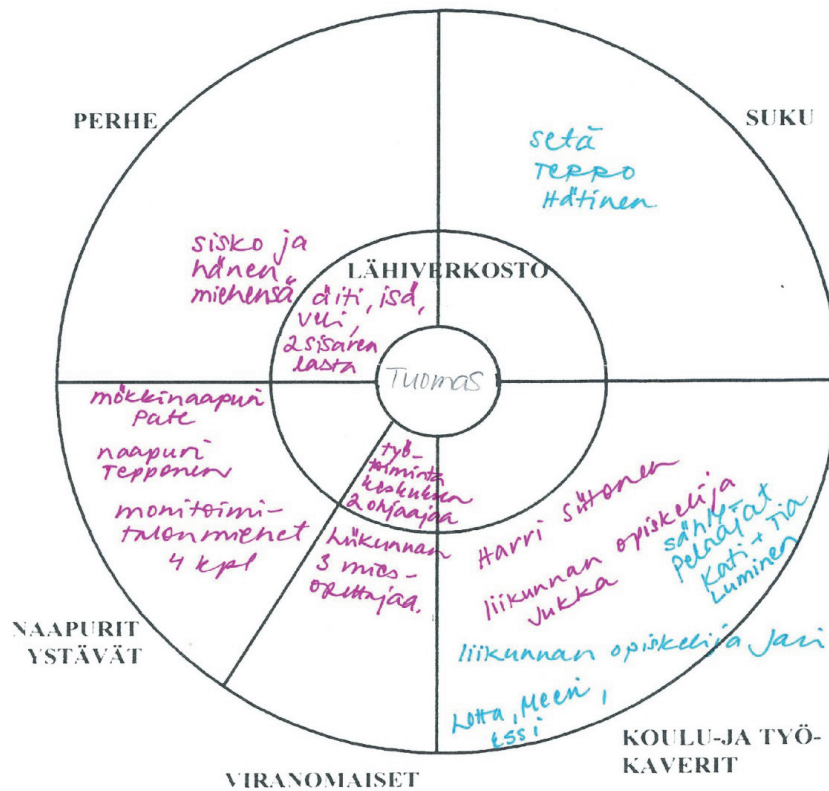 PERHE
SUKU
setä
TERRO
Hätinen
sisko ja
hänen
miehensä
LÄHIVERKOSTO
äiti, isä,
veli,
2 sisaren
lasta
Tuomas
mökkinaapuri
Pate
naapuri
Tepponen
monitoimi-
talonmiehet
4 kpl
työ-
toiminta
keskuksen
2 ohjaajaa
Liikunnan
3 mies-
opettajaa.
Harri Siitonen
liikunnan opiskelija
Jukka
sähly-
pelaajat
Kati + Tia
Luminen
liikunnan opiskelija Jari
Lotta, Meeri,
Essi
NAAPURIT
YSTÄVÄT
VIRANOMAISET
KOULU-JA TYÖ-
KAVERIT